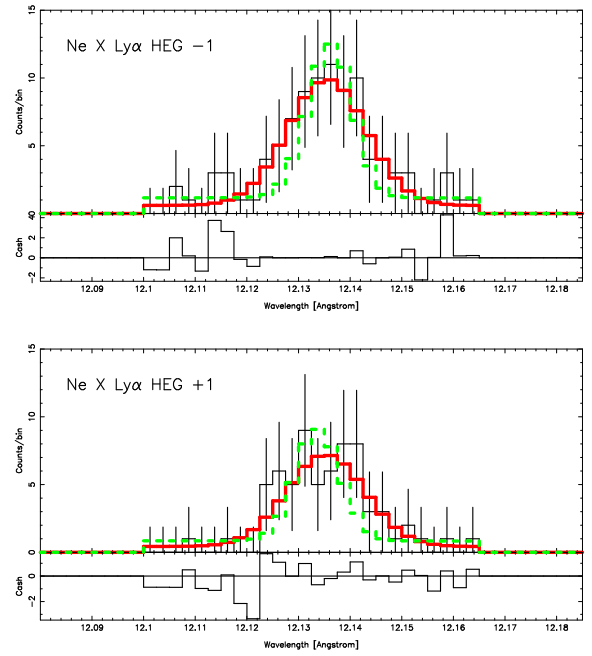 15
Ne X Lyα HEG −1
10
Counts/bin
5
0
4
2
Cash
0
−2
12.09 12.1 12.11 12.12 12.13 12.14 12.15 12.16 12.17 12.18
Wavelength [Angstrom]
15
Ne X Lyα HEG +1
10
Counts/bin
5
0
0
Cash
−2
12.09 12.1 12.11 12.12 12.13 12.14 12.15 12.16 12.17 12.18
Wavelength [Angstrom]